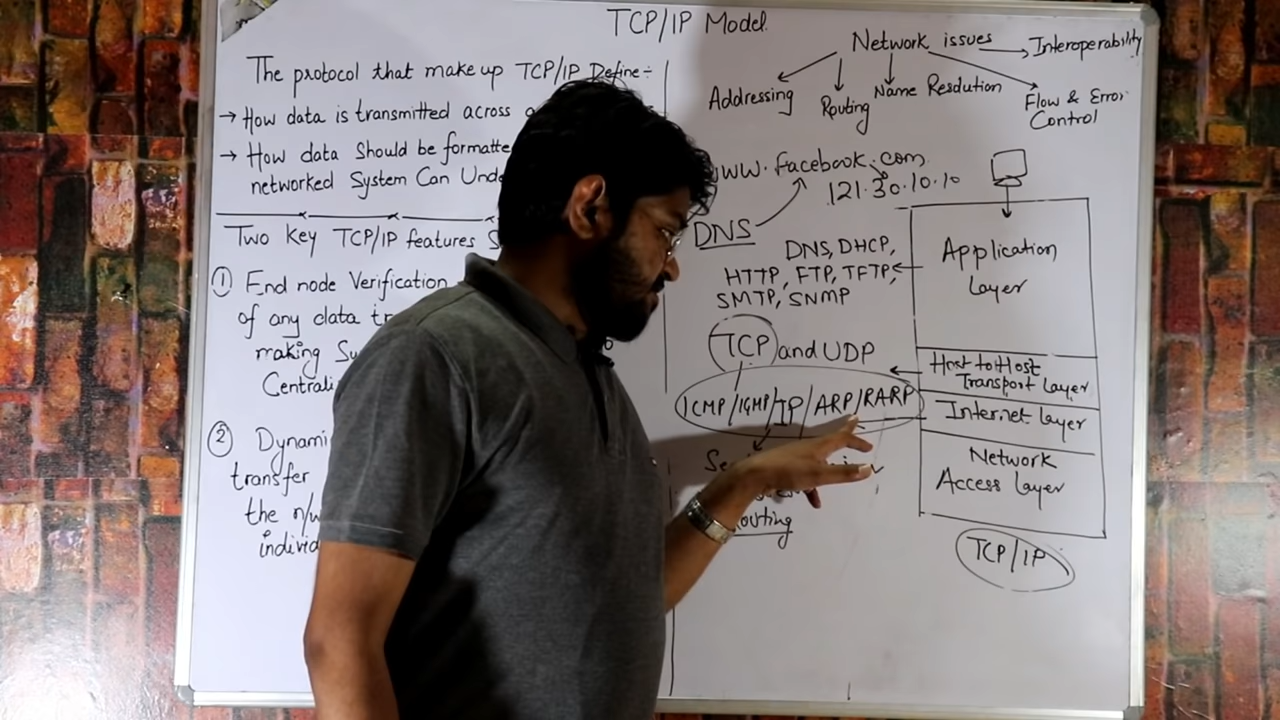 TCP/IP Model
The protocol that make up TCP/IP Define:-
→ How data is transmitted across
→ How data Should be formatte
networked System Can Unde
Two Key TCP/IP features S
① End node Verification
of any data tr
making Su
Centrali
② Dynami
transfer
the n/w
individ
Network issues
Interoperability
Addressing
Routing
Name Resolution
Flow & Error
Control
www.facebook.com
121.30.10.10
DNS
DNS, DHCP,
HTTP, FTP, TFTP,
SMTP, SNMP
TCP and UDP
ICMP/IGMP/IP/ARP/RARP
outing
Application
Layer
Host to Host
Transport Layer
Internet Layer
Network
Access Layer
TCP/IP